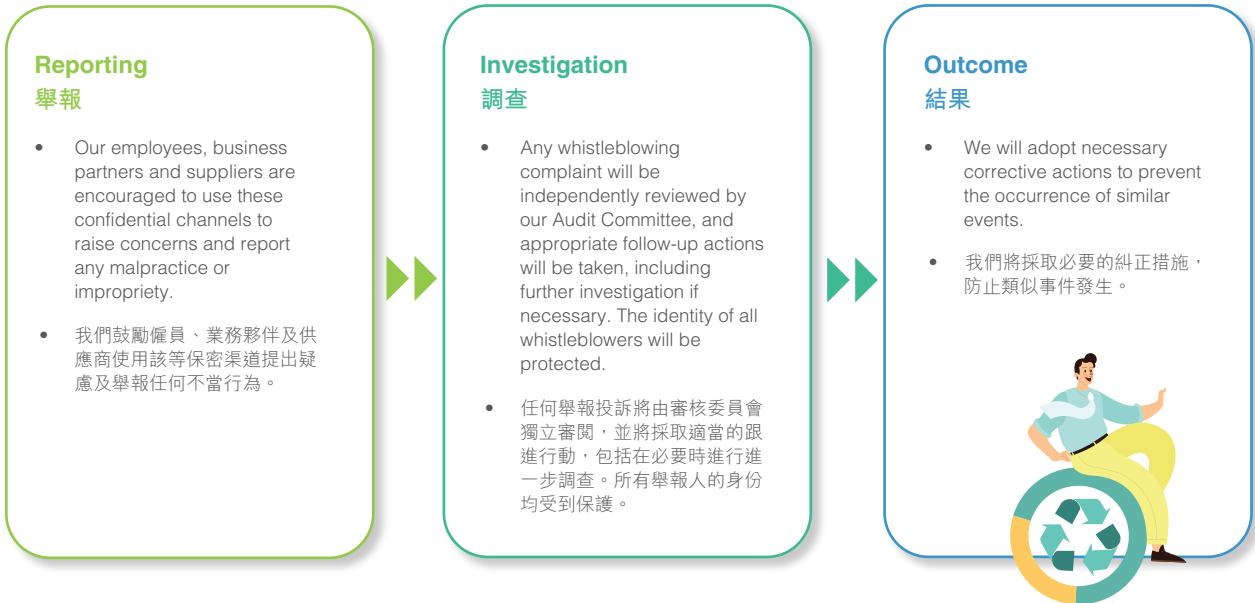 Reporting
舉報
• Our employees, business
partners and suppliers are
encouraged to use these
confidential channels to
raise concerns and report
any malpractice or
impropriety.
• 我們鼓勵僱員、業務夥伴及供
應商使用該等保密渠道提出疑
慮及舉報任何不當行為。
Investigation
調查
• Any whistleblowing
complaint will be
independently reviewed by
our Audit Committee, and
appropriate follow-up actions
will be taken, including
further investigation if
necessary. The identity of all
whistleblowers will be
protected.
• 任何舉報投訴將由審核委員會
獨立審閱，並將採取適當的跟
進行動，包括在必要時進行進
一步調查。所有舉報人的身份
均受到保護。
Outcome
結果
• We will adopt necessary
corrective actions to prevent
the occurrence of similar
events.
• 我們將採取必要的糾正措施，
防止類似事件發生。